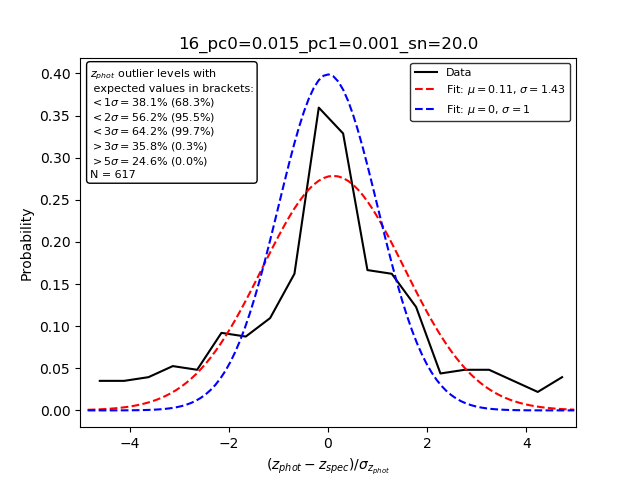 16_pc0=0.015_pc1=0.001_sn=20.0
z_phot outlier levels with
expected values in brackets:
<1σ = 38.1% (68.3%)
<2σ = 56.2% (95.5%)
<3σ = 64.2% (99.7%)
>3σ = 35.8% (0.3%)
>5σ = 24.6% (0.0%)
N = 617
Data
Fit: μ = 0.11, σ = 1.43
Fit: μ = 0, σ = 1
Probability
0.40
0.35
0.30
0.25
0.20
0.15
0.10
0.05
0.00
−4 −2 0 2 4
(z_phot − z_spec)/σ_z_phot